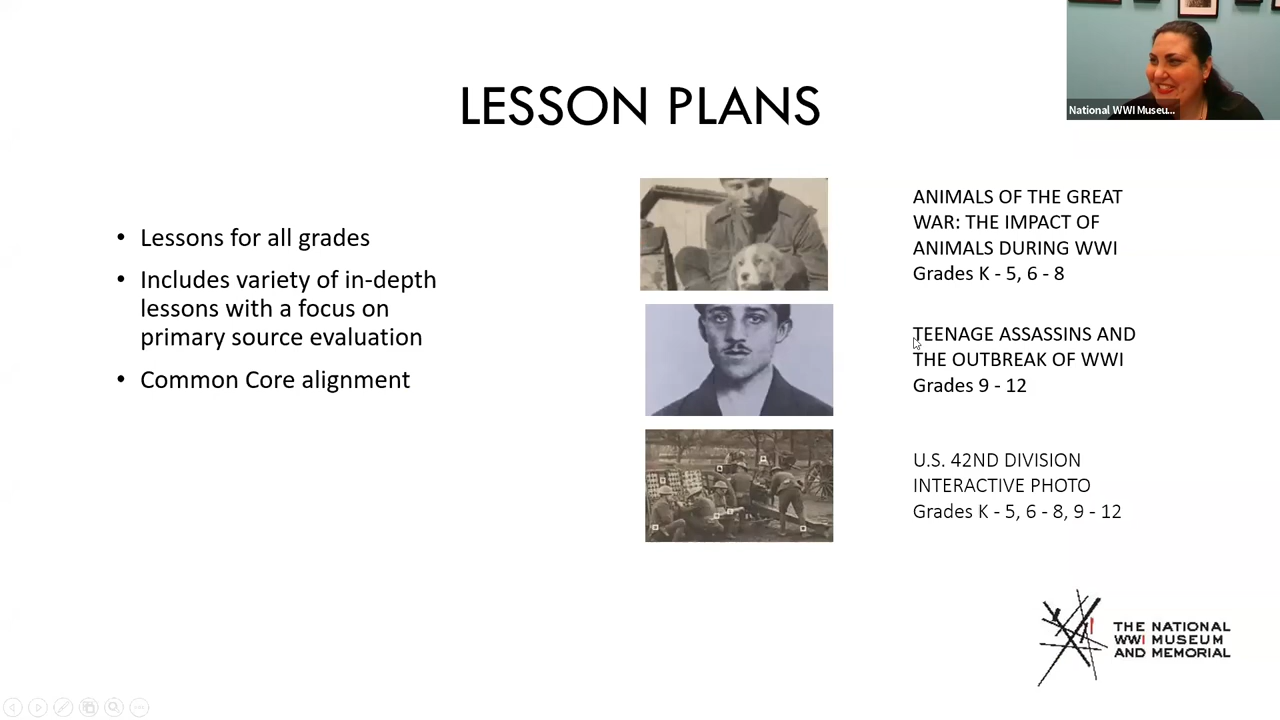 National WWI Museu...
LESSON PLANS
• Lessons for all grades
• Includes variety of in-depth
lessons with a focus on
primary source evaluation
• Common Core alignment
ANIMALS OF THE GREAT
WAR: THE IMPACT OF
ANIMALS DURING WWI
Grades K - 5, 6 - 8
TEENAGE ASSASSINS AND
THE OUTBREAK OF WWI
Grades 9 - 12
U.S. 42ND DIVISION
INTERACTIVE PHOTO
Grades K - 5, 6 - 8, 9 - 12
THE NATIONAL
WWI MUSEUM
AND MEMORIAL